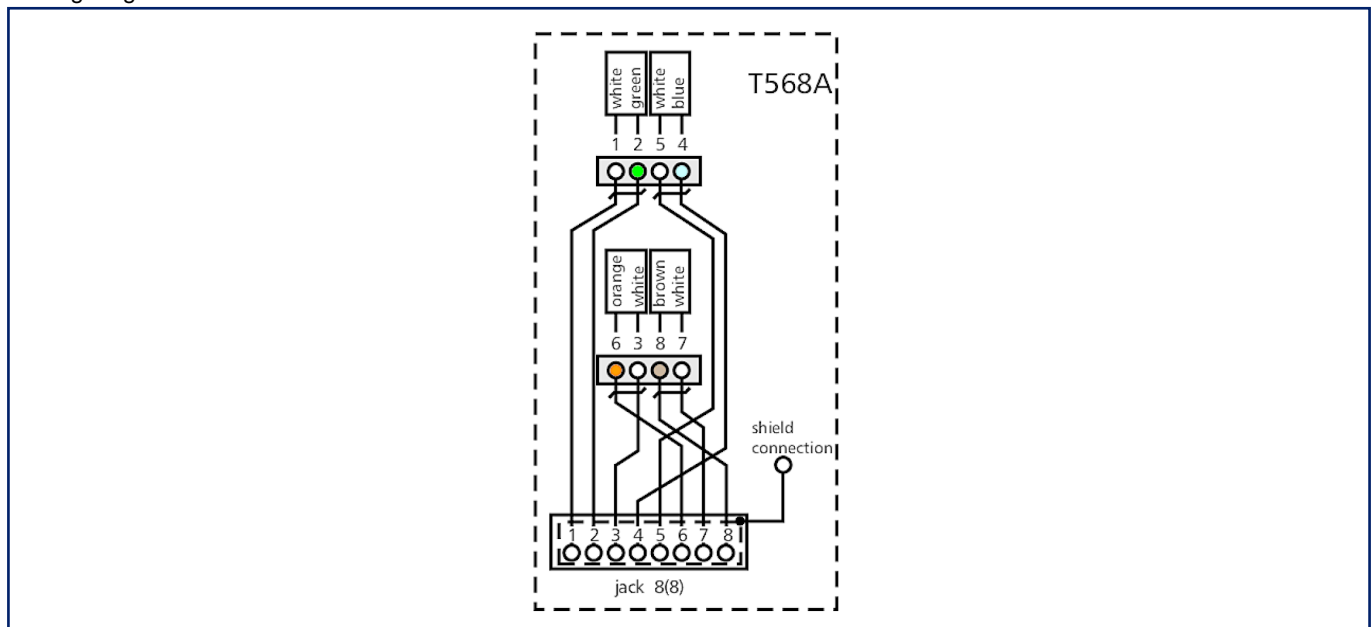 T568A
white green white blue
1 2 5 4
orange white brown white
6 3 8 7
shield
connection
1 2 3 4 5 6 7 8
jack 8(8)